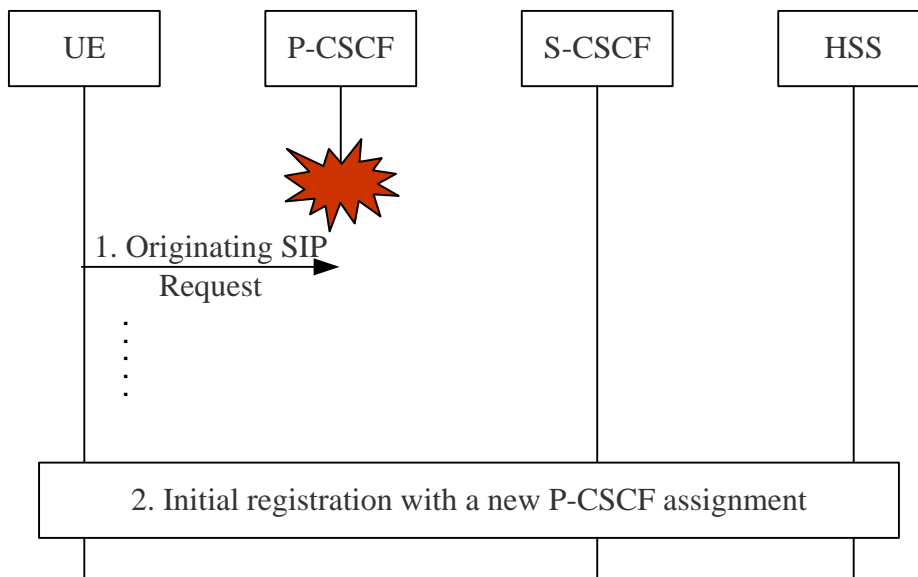 UE
P-CSCF
S-CSCF
HSS
1. Originating SIP
Request
2. Initial registration with a new P-CSCF assignment